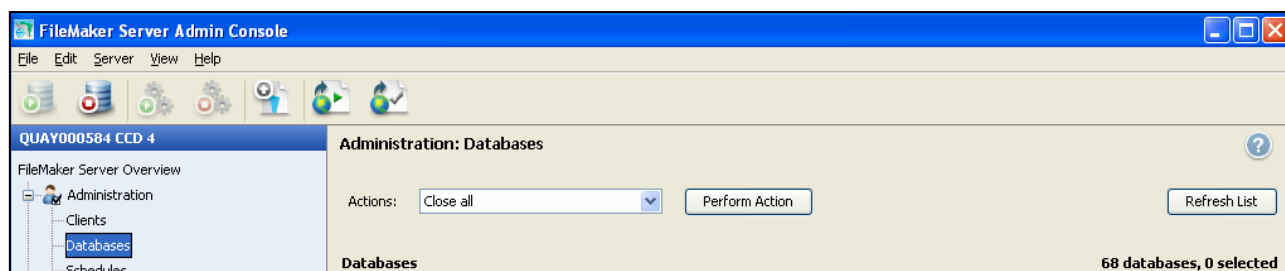 FileMaker Server Admin Console
File Edit Server View Help
QUAY000584 CCD 4
Administration: Databases
?
FileMaker Server Overview
Administration
Actions: Close all Perform Action Refresh List
Clients
Databases
Databases 68 databases, 0 selected
Schedules